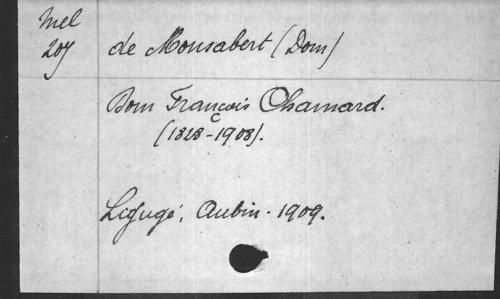 Mel
207
de Monsabert (Dom)
Dom François Chamard.
(1828-1908).
Ligugé, Aubin. 1909.